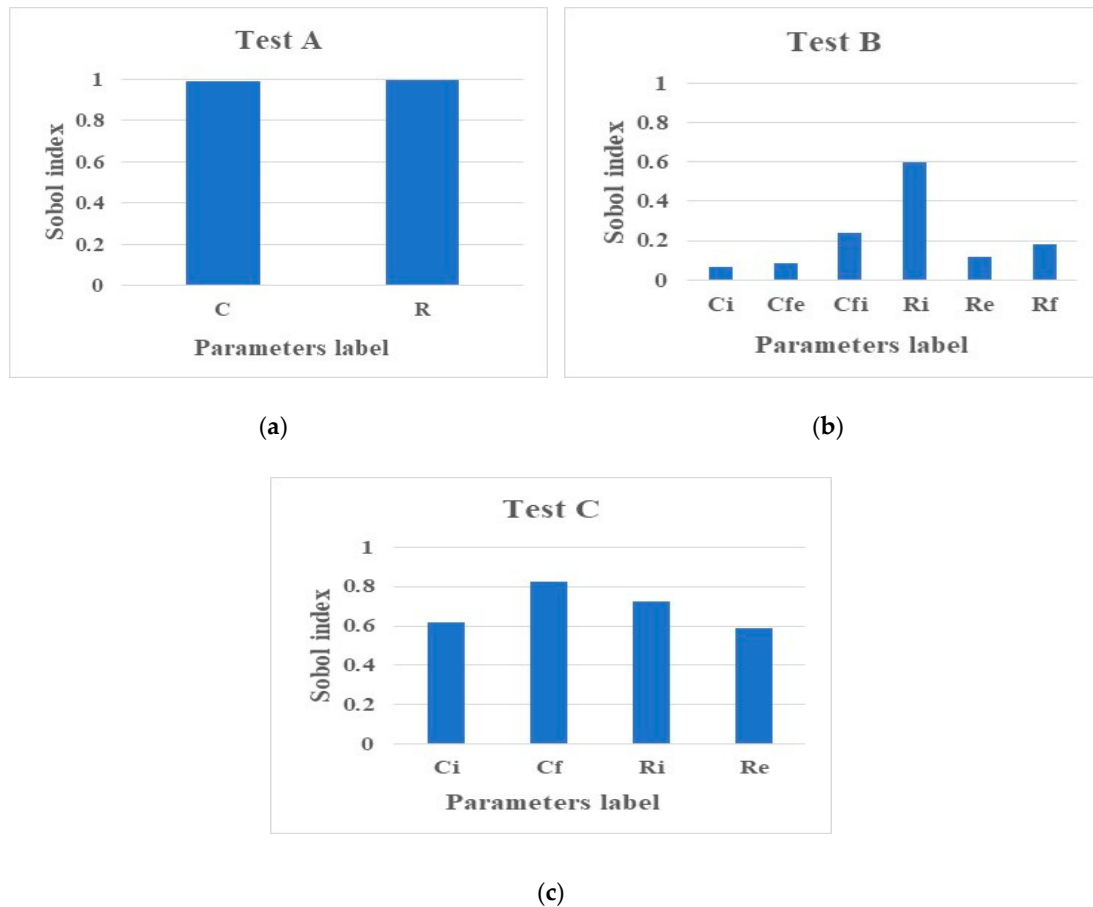 Test A
1
0.8
0.6
0.4
0.2
0
Sobol index
C R
Parameters label
(a)
Test B
1
0.8
0.6
0.4
0.2
0
Sobol index
Ci Cfe Cfi Ri Re Rf
Parameters label
(b)
Test C
1
0.8
0.6
0.4
0.2
0
Sobol index
Ci Cf Ri Re
Parameters label
(c)